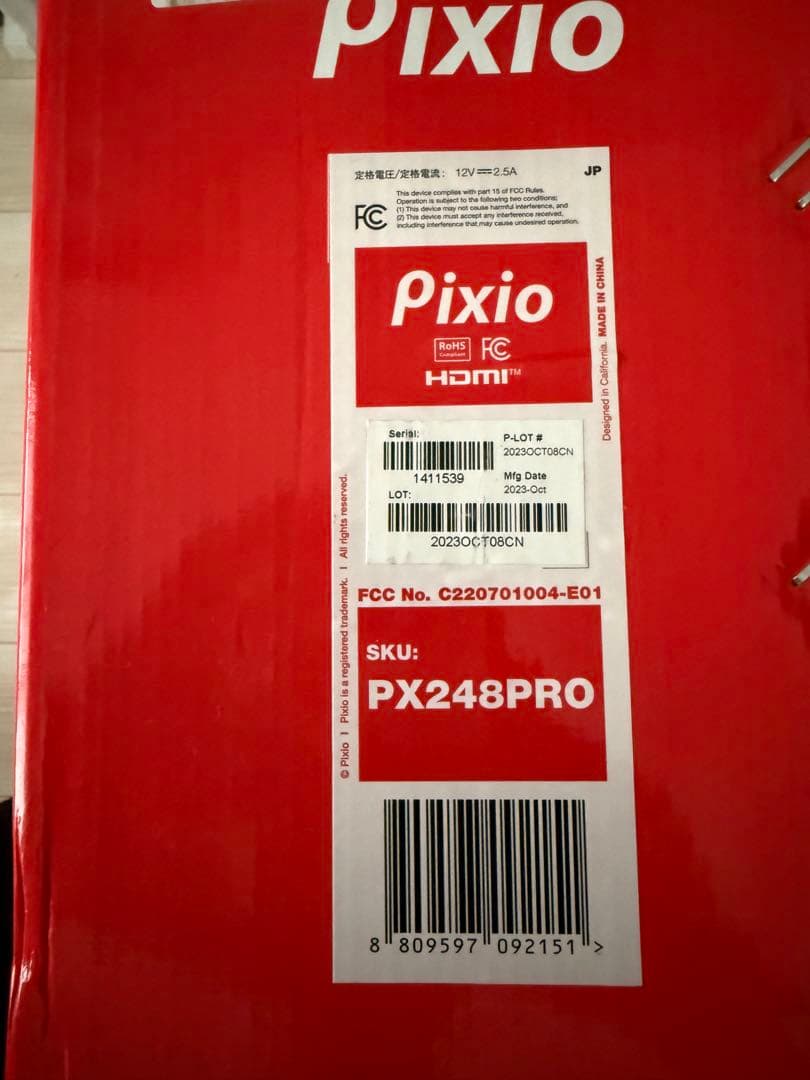 Pixio
定格電圧/定格電流: 12V⎓2.5A JP
FC
This device complies with part 15 of FCC Rules.
Operation is subject to the following two conditions;
(1) This device may not cause harmful interference, and
(2) This device must accept any interference received,
including interference that may cause undesired operation.
Pixio
RoHS
Compliant
FC
HDMI™
Designed in California. MADE IN CHINA
Serial:
1411539
P-LOT #
2023OCT08CN
Mfg Date
2023-Oct
LOT:
2023OCT08CN
© Pixio I Pixio is a registered trademark. I All rights reserved.
FCC No. C220701004-E01
SKU:
PX248PRO
8 809597 092151 >